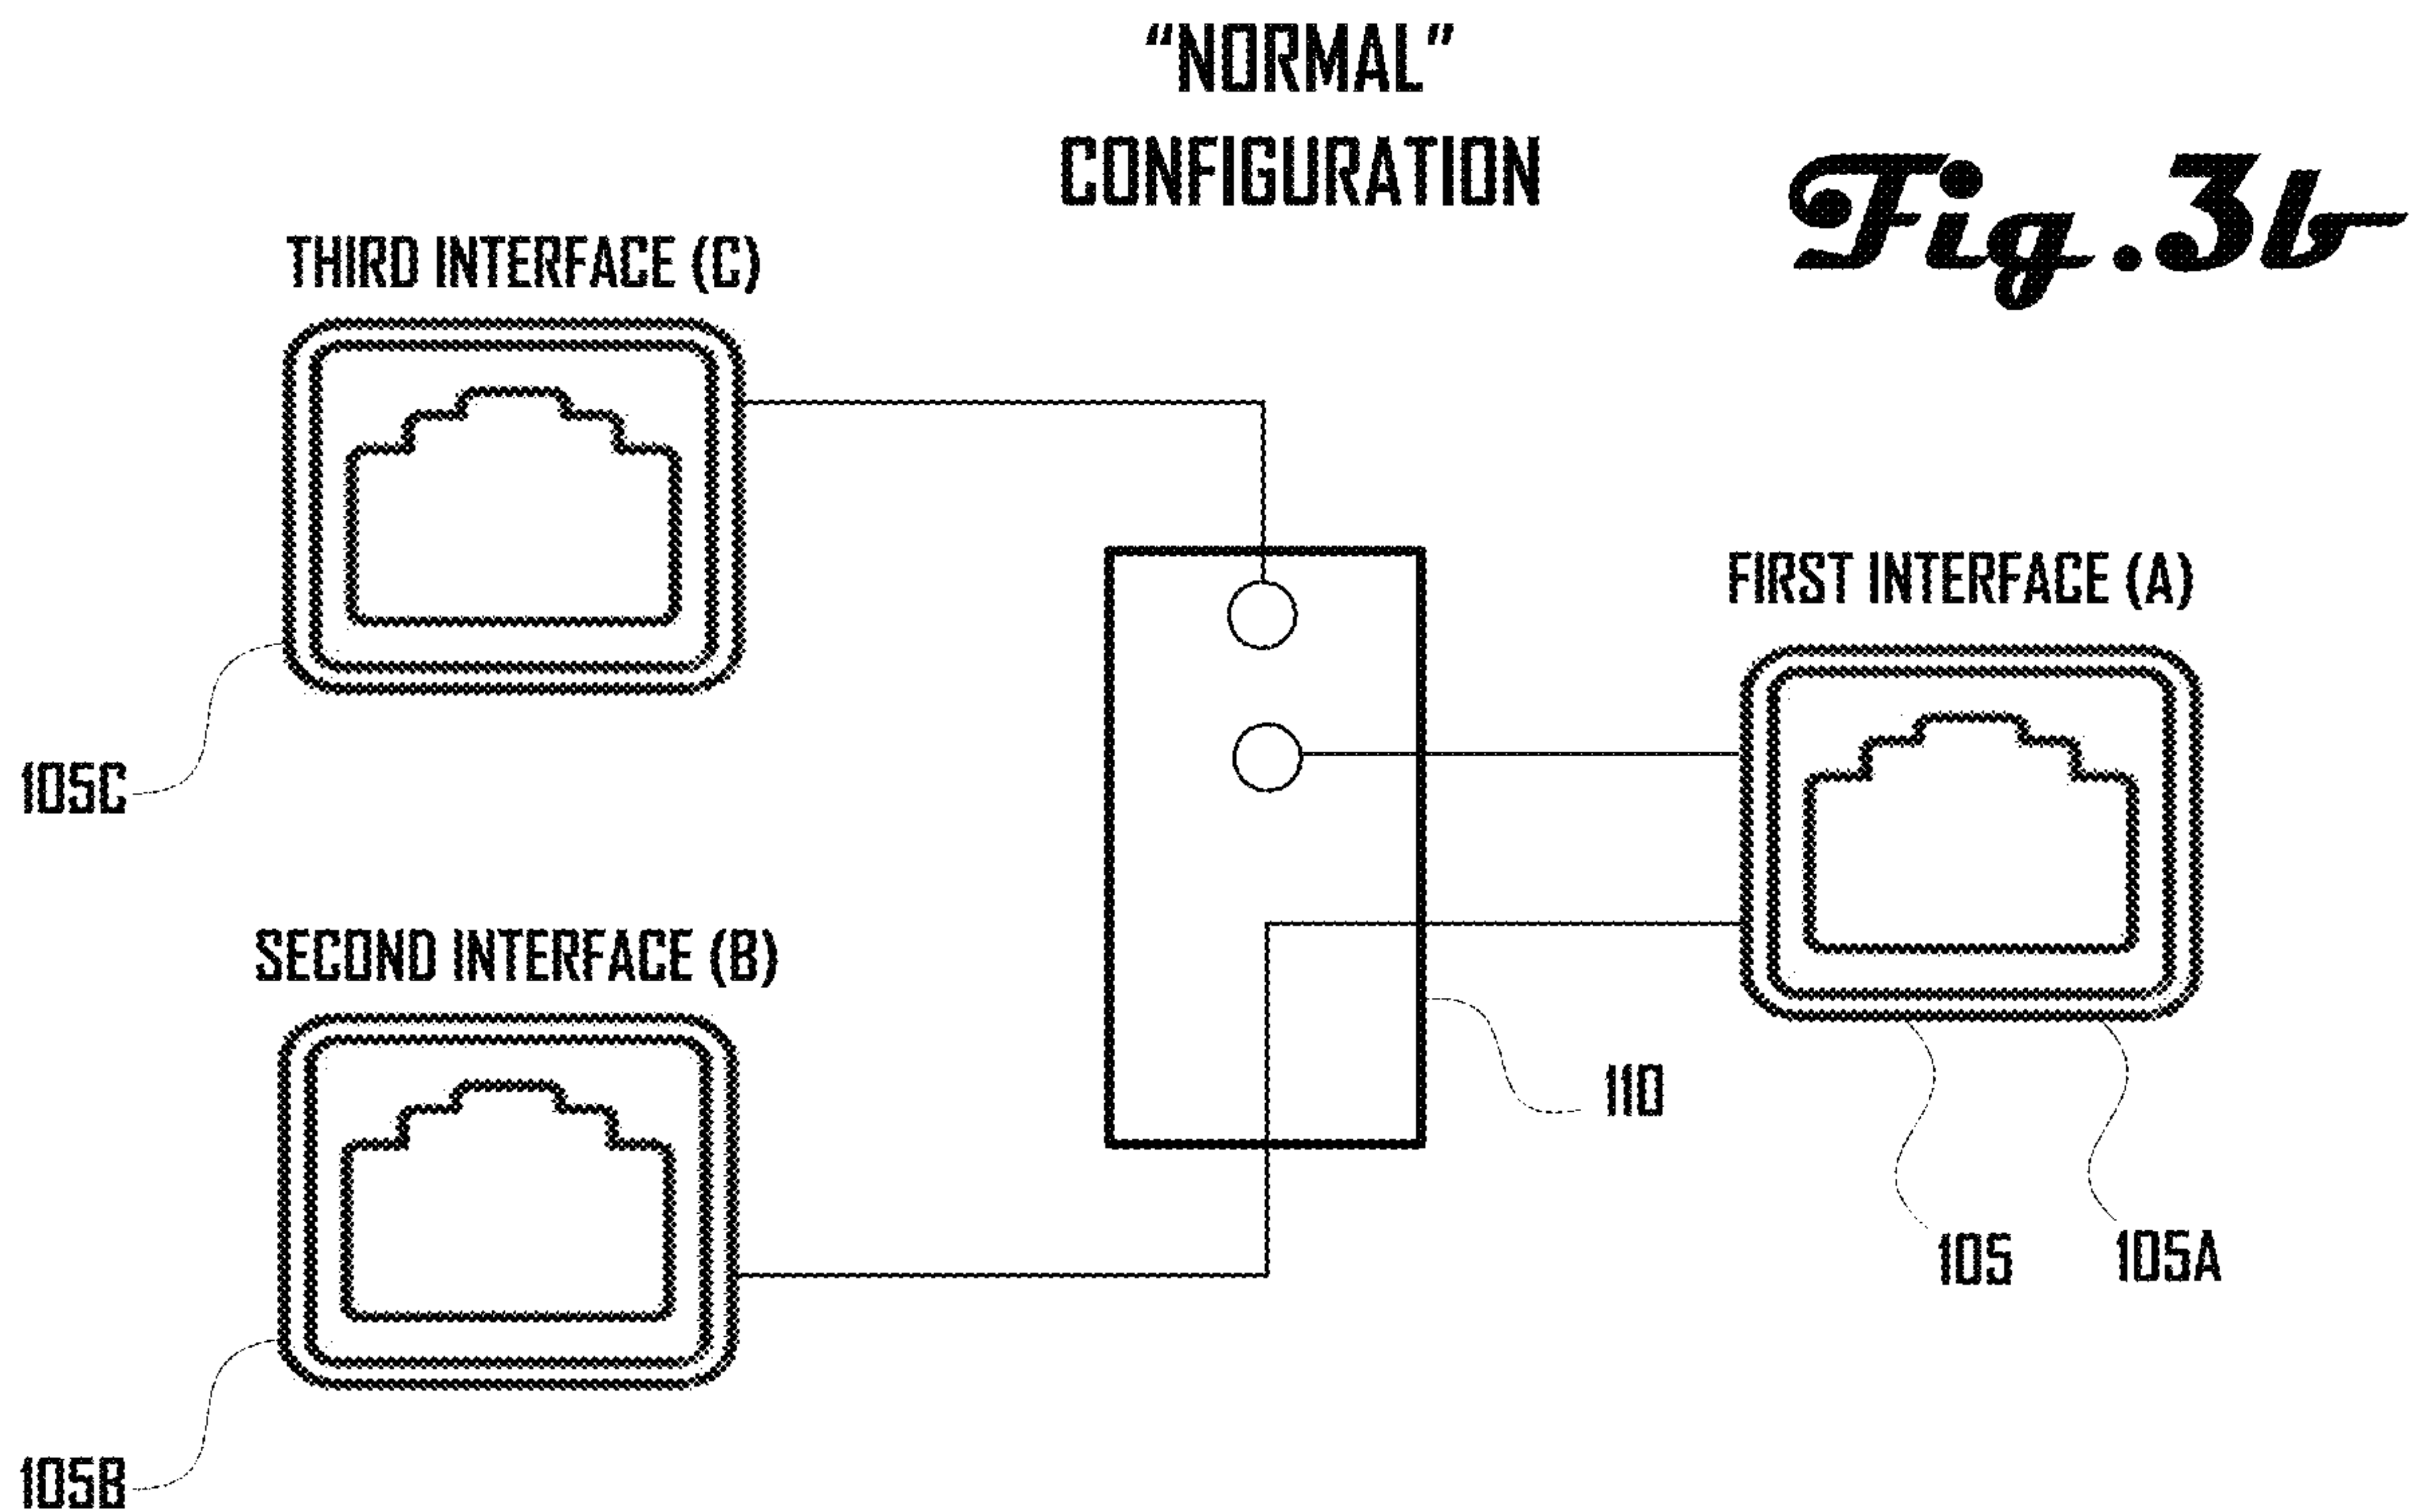 “NORMAL”
CONFIGURATION
Fig.3b
THIRD INTERFACE (C)
FIRST INTERFACE (A)
105C
SECOND INTERFACE (B)
110
105
105A
105B